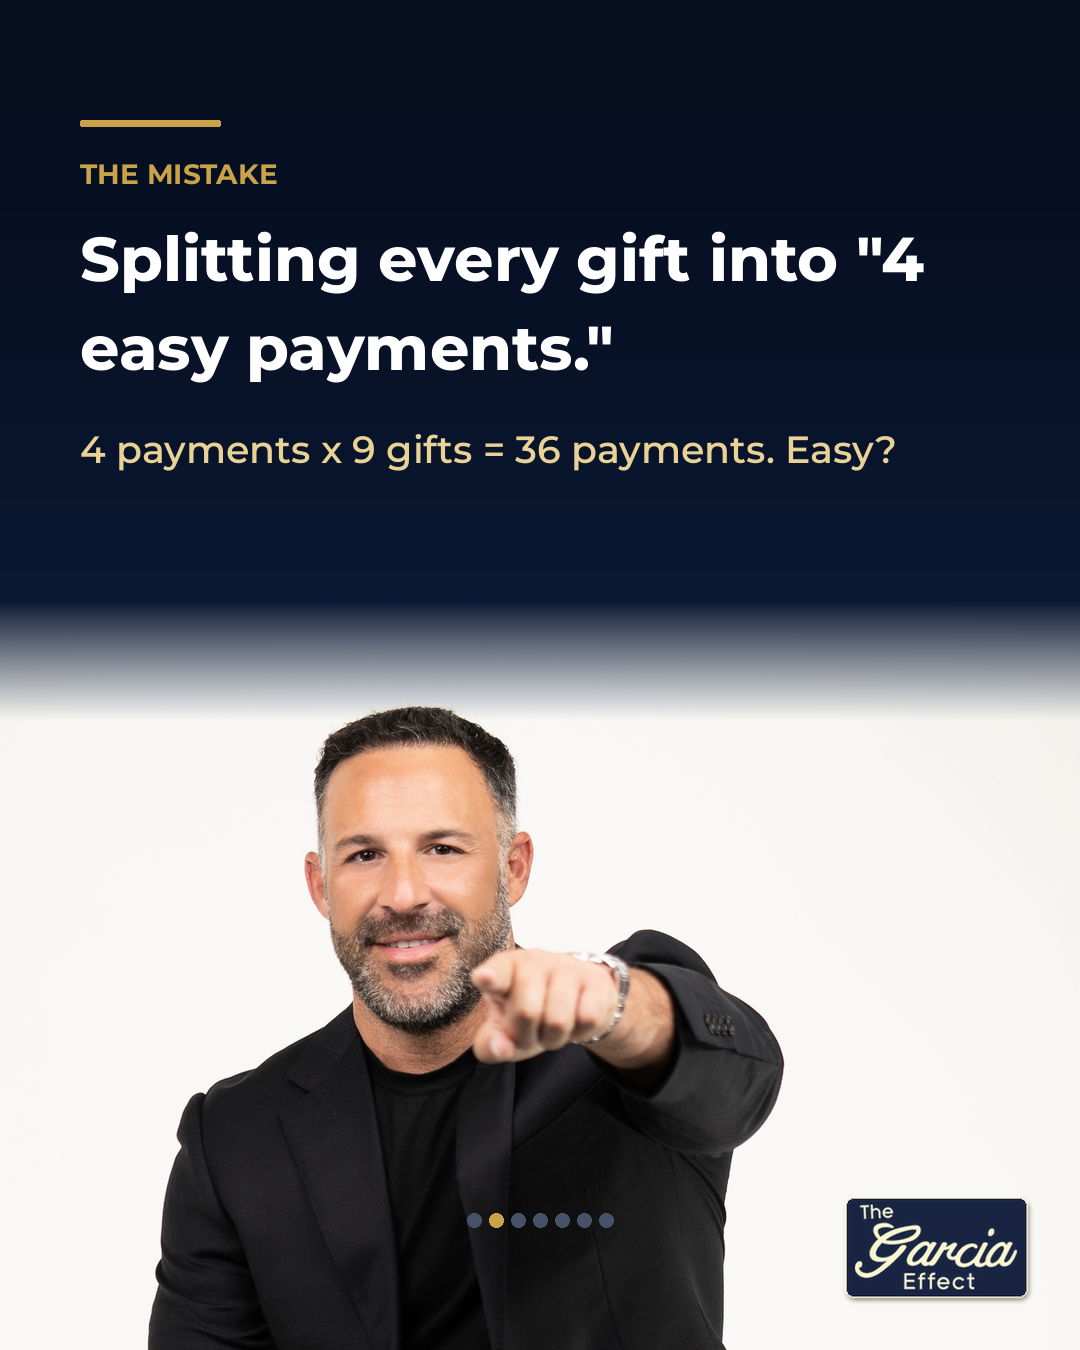 THE MISTAKE
Splitting every gift into "4
easy payments."
4 payments x 9 gifts = 36 payments. Easy?
The
Garcia
Effect